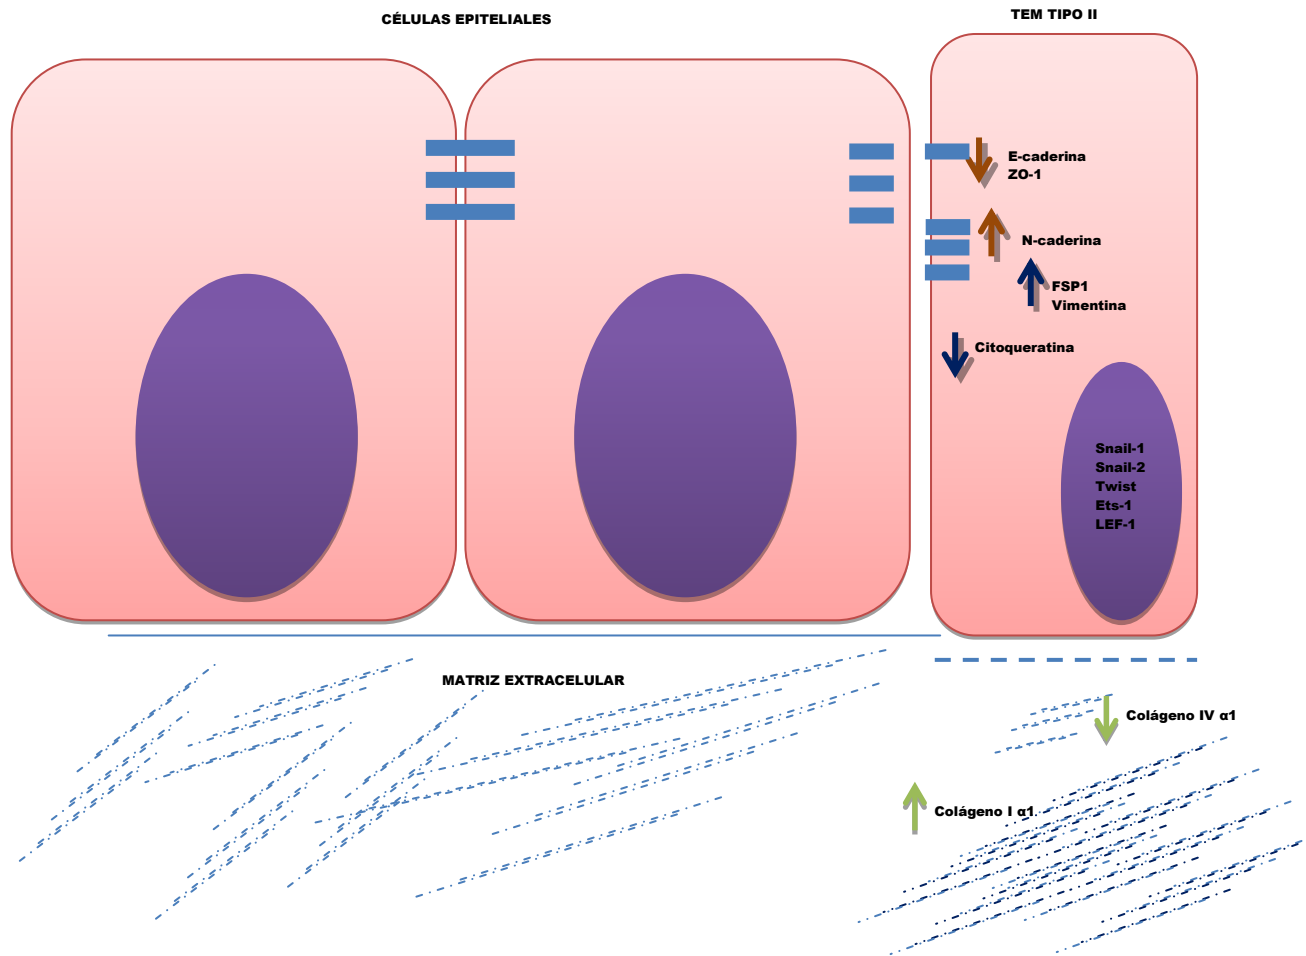 CÉLULAS EPITELIALES
TEM TIPO II
E-caderina
ZO-1
N-caderina
FSP1
Vimentina
Citoqueratina
Snail-1
Snail-2
Twist
Ets-1
LEF-1
MATRIZ EXTRACELULAR
Colágeno IV α1
Colágeno I α1